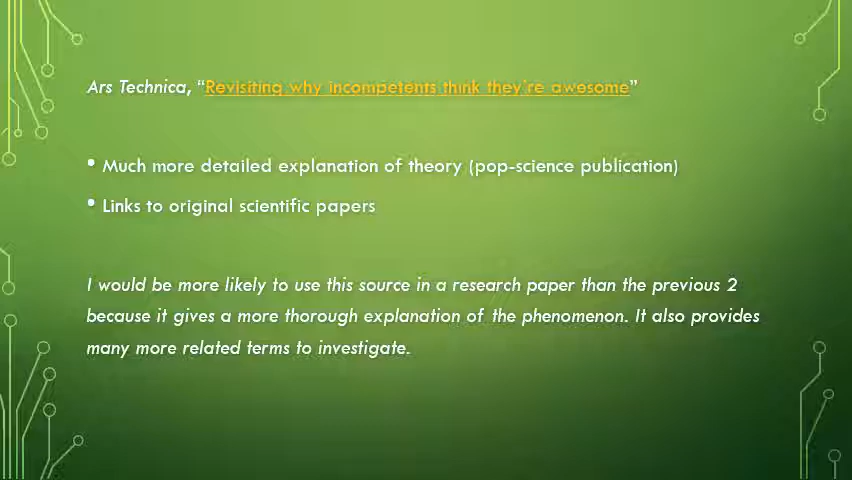 Ars Technica, “Revisiting why incompetents think they’re awesome”
• Much more detailed explanation of theory (pop-science publication)
• Links to original scientific papers
I would be more likely to use this source in a research paper than the previous 2
because it gives a more thorough explanation of the phenomenon. It also provides
many more related terms to investigate.